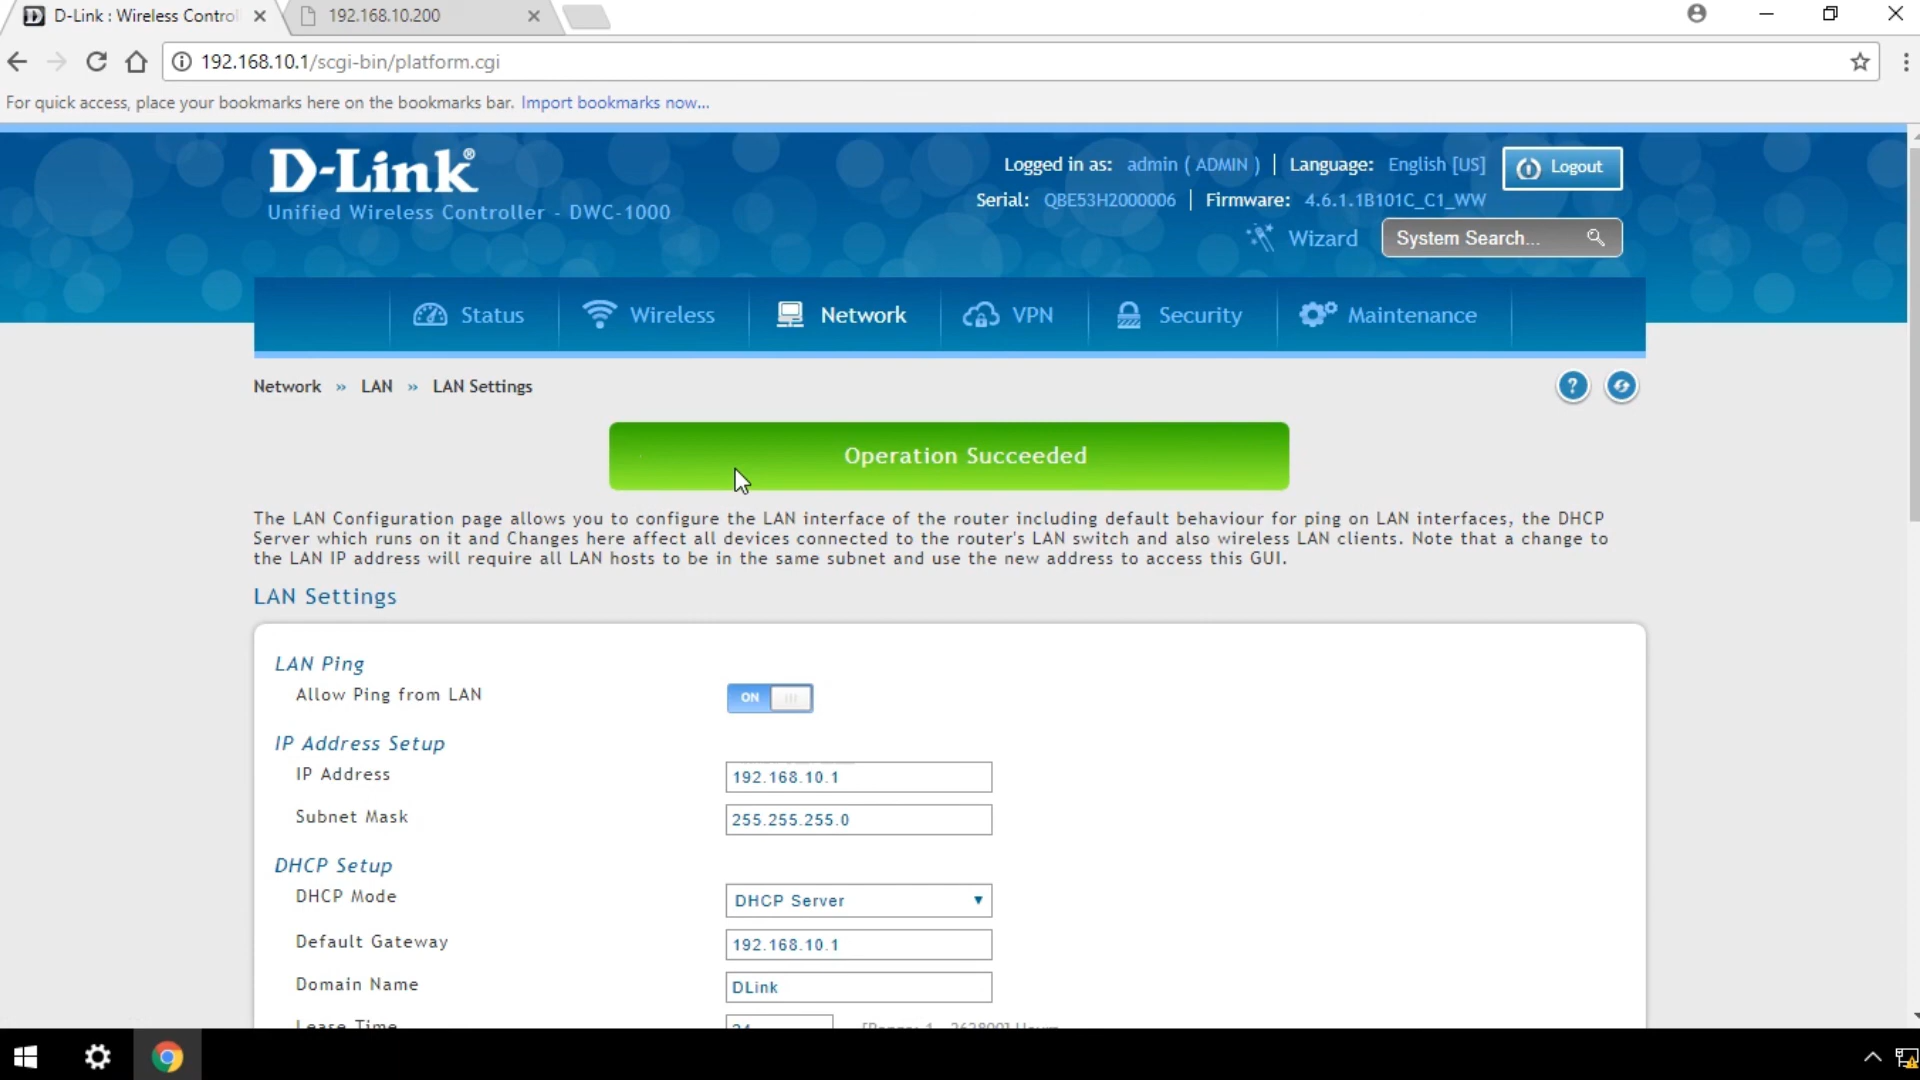 D-Link : Wireless Control
192.168.10.200
192.168.10.1/scgi-bin/platform.cgi
For quick access, place your bookmarks here on the bookmarks bar. Import bookmarks now...
D-Link®
Unified Wireless Controller - DWC-1000
Logged in as: admin ( ADMIN ) | Language: English [US]
Logout
Serial: QBE53H2000006 | Firmware: 4.6.1.1B101C_C1_WW
Wizard
System Search...
Status
Wireless
Network
VPN
Security
Maintenance
Network » LAN » LAN Settings
?
Operation Succeeded
The LAN Configuration page allows you to configure the LAN interface of the router including default behaviour for ping on LAN interfaces, the DHCP
Server which runs on it and Changes here affect all devices connected to the router's LAN switch and also wireless LAN clients. Note that a change to
the LAN IP address will require all LAN hosts to be in the same subnet and use the new address to access this GUI.
LAN Settings
LAN Ping
Allow Ping from LAN
ON
IP Address Setup
IP Address
192.168.10.1
Subnet Mask
255.255.255.0
DHCP Setup
DHCP Mode
DHCP Server
Default Gateway
192.168.10.1
Domain Name
DLink
Lease Time
24
[Range: 1 - 262800] Hours